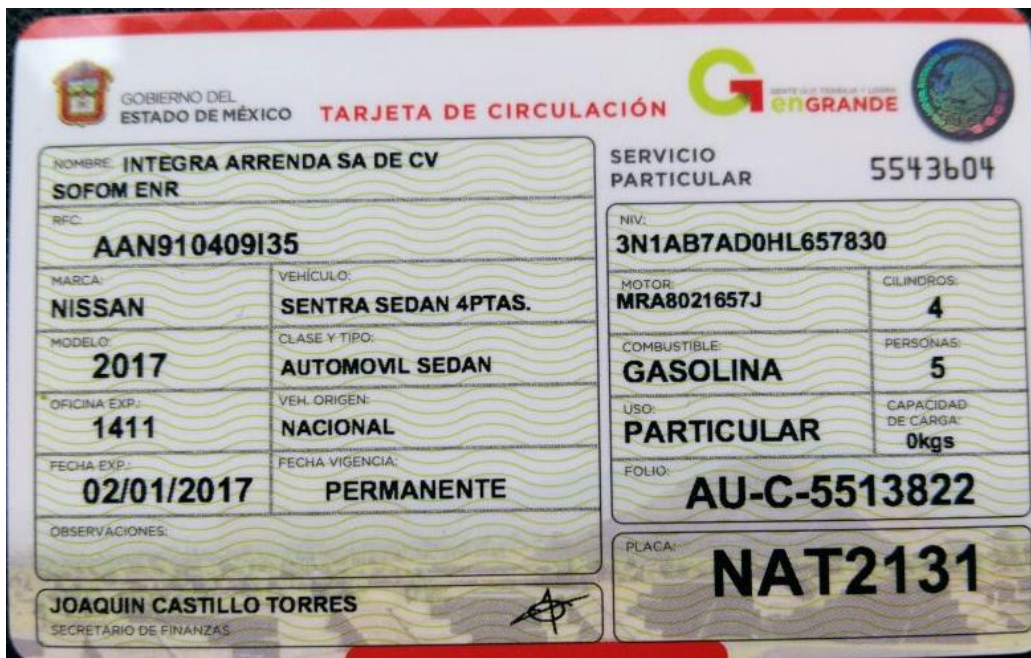 GOBIERNO DEL
ESTADO DE MÉXICO
TARJETA DE CIRCULACIÓN
GENTE QUE TRABAJA Y LOGRA
enGRANDE
NOMBRE: INTEGRA ARRENDA SA DE CV
SOFOM ENR
RFC:
AAN910409I35
MARCA:
NISSAN
VEHÍCULO:
SENTRA SEDAN 4PTAS.
MODELO:
2017
CLASE Y TIPO:
AUTOMOVIL SEDAN
OFICINA EXP.:
1411
VEH. ORIGEN:
NACIONAL
FECHA EXP.:
02/01/2017
FECHA VIGENCIA:
PERMANENTE
OBSERVACIONES:
JOAQUIN CASTILLO TORRES
SECRETARIO DE FINANZAS
SERVICIO
PARTICULAR
5543604
NIV:
3N1AB7AD0HL657830
MOTOR:
MRA8021657J
CILINDROS:
4
COMBUSTIBLE:
GASOLINA
PERSONAS:
5
USO:
PARTICULAR
CAPACIDAD
DE CARGA:
0kgs
FOLIO:
AU-C-5513822
PLACA:
NAT2131